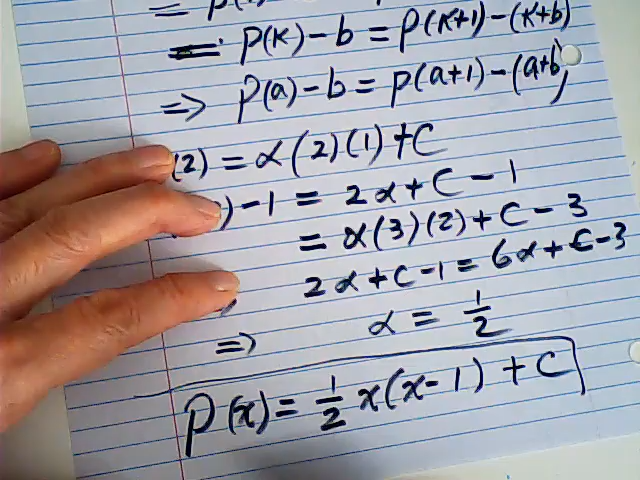 = P(
= P(K) - b = P(K+1) - (K+b)
=> P(a) - b = P(a+1) - (a+b),
(2) = α(2)(1) + C
) - 1 = 2α + C - 1
= α(3)(2) + C - 3
2α + C - 1 = 6α + C - 3
=> α = 1/2
P(x) = 1/2 x(x-1) + C